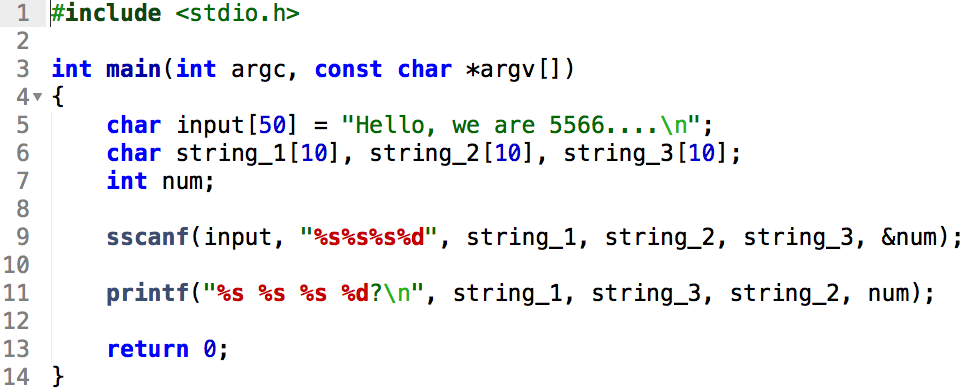 1 #include <stdio.h>
2
3 int main(int argc, const char *argv[])
4 {
5     char input[50] = "Hello, we are 5566....\n";
6     char string_1[10], string_2[10], string_3[10];
7     int num;
8
9     sscanf(input, "%s%s%s%d", string_1, string_2, string_3, &num);
10
11     printf("%s %s %s %d?\n", string_1, string_3, string_2, num);
12
13     return 0;
14 }